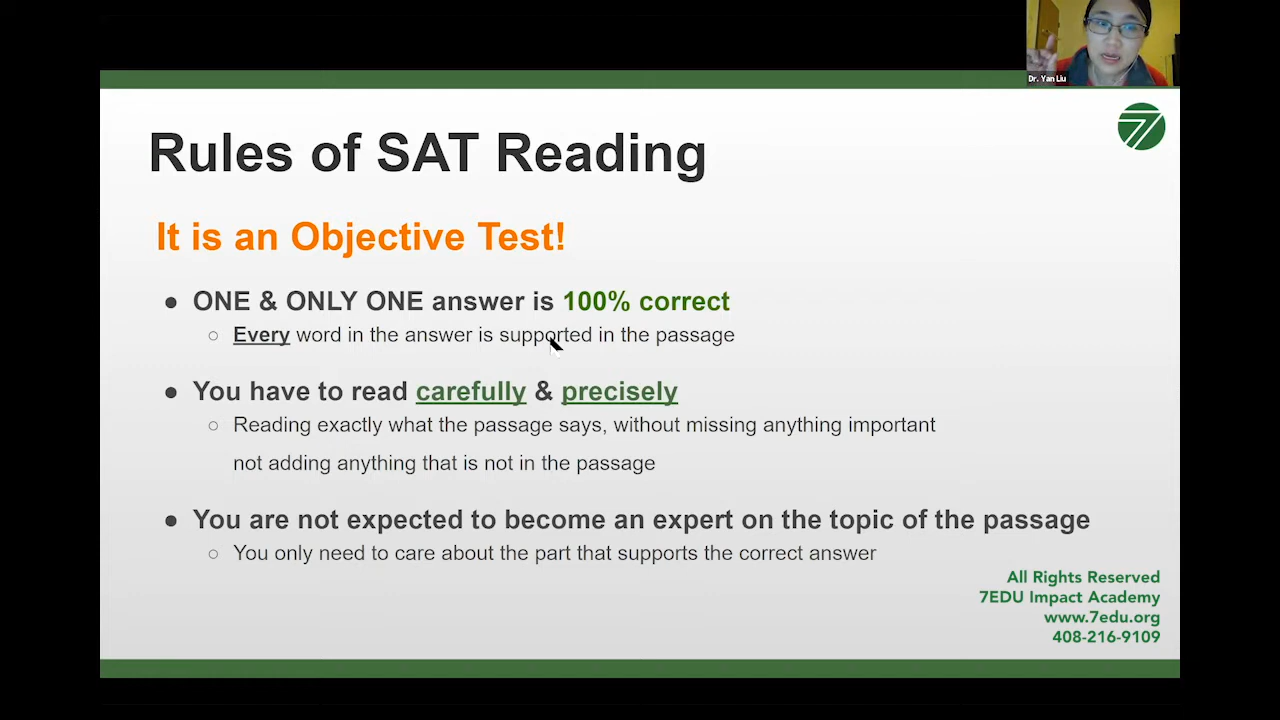 Dr. Yan Liu
Rules of SAT Reading
It is an Objective Test!
● ONE & ONLY ONE answer is 100% correct
○ Every word in the answer is supported in the passage
● You have to read carefully & precisely
○ Reading exactly what the passage says, without missing anything important
not adding anything that is not in the passage
● You are not expected to become an expert on the topic of the passage
○ You only need to care about the part that supports the correct answer
All Rights Reserved
7EDU Impact Academy
www.7edu.org
408-216-9109